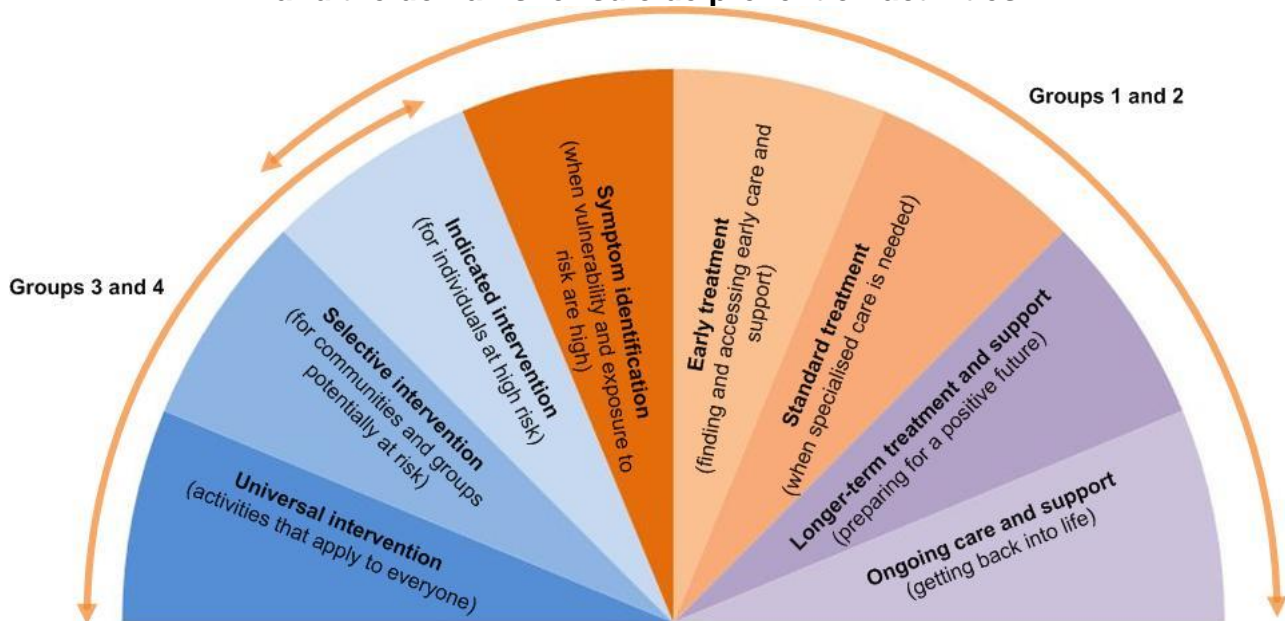 Groups 1 and 2
Groups 3 and 4
Universal intervention
(activities that apply to everyone)
Selective intervention
(for communities and groups
potentially at risk)
Indicated intervention
(for individuals at high risk)
Symptom identification
(when vulnerability and exposure to
risk are high)
Early treatment
(finding and accessing early care and
support)
Standard treatment
(when specialised care is needed)
Longer-term treatment and support
(preparing for a positive future)
Ongoing care and support
(getting back into life)